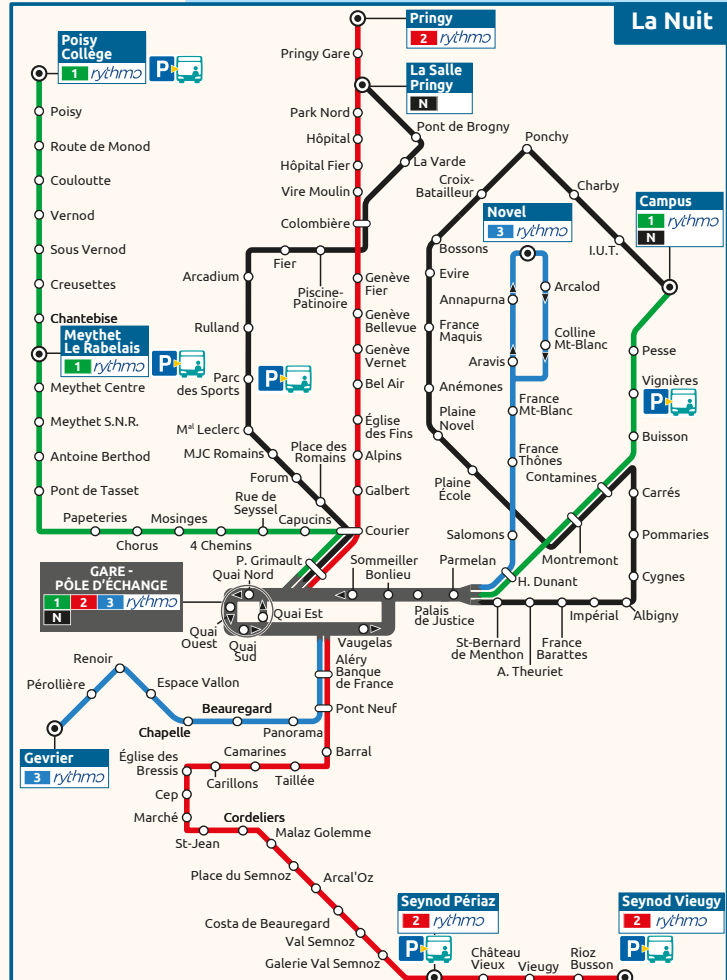 La Nuit
Pringy
2 rythmo
Poisy
Collège
1 rythmo
P
Pringy Gare
La Salle
Pringy
N
Poisy
Park Nord
Pont de Brogny
Route de Monod
Hôpital
Ponchy
Couloutte
Hôpital Fier
La Varde
Croix-
Batailleur
Charby
Vire Moulin
Campus
1 rythmo
N
Vernod
Colombière
Novel
3 rythmo
Sous Vernod
Fier
Bossons
I.U.T.
Creusettes
Arcadium
Piscine-
Patinoire
Genève
Fier
Evire
Annapurna
Arcalod
Chantebise
Rulland
Genève
Bellevue
France
Maquis
Colline
Mt-Blanc
Meythet
Le Rabelais
1 rythmo
P
Genève
Vernet
Aravis
Pesse
Meythet Centre
Parc
des Sports
P
Bel Air
Anémones
France
Mt-Blanc
Vignières
P
Meythet S.N.R.
Mal Leclerc
Église
des Fins
Plaine
Novel
Buisson
Antoine Berthod
MJC Romains
Place des
Romains
Alpins
France
Thônes
Pont de Tasset
Forum
Galbert
Plaine
École
Contamines
Carrés
Papeteries
Mosinges
Rue de
Seyssel
Capucins
Courier
Salomons
Pommaries
Chorus
4 Chemins
P. Grimault
Montremont
GARE -
PÔLE D’ÉCHANGE
1 2 3 rythmo
N
Quai Nord
Sommeiller
Bonlieu
Parmelan
H. Dunant
Cygnes
Quai Est
Quai
Ouest
Quai
Sud
Vaugelas
Palais
de Justice
St-Bernard
de Menthon
A. Theuriet
France
Barattes
Impérial
Albigny
Renoir
Aléry
Banque
de France
Pérollière
Espace Vallon
Beauregard
Pont Neuf
Chapelle
Panorama
Gevrier
3 rythmo
Église des
Bressis
Camarines
Barral
Carillons
Taillée
Cep
Marché
Cordeliers
St-Jean
Malaz Golemme
Place du Semnoz
Arcal'Oz
Seynod Périaz
2 rythmo
P
Seynod Vieugy
2 rythmo
P
Costa de Beauregard
Val Semnoz
Galerie Val Semnoz
Château
Vieux
Vieugy
Rioz
Busson